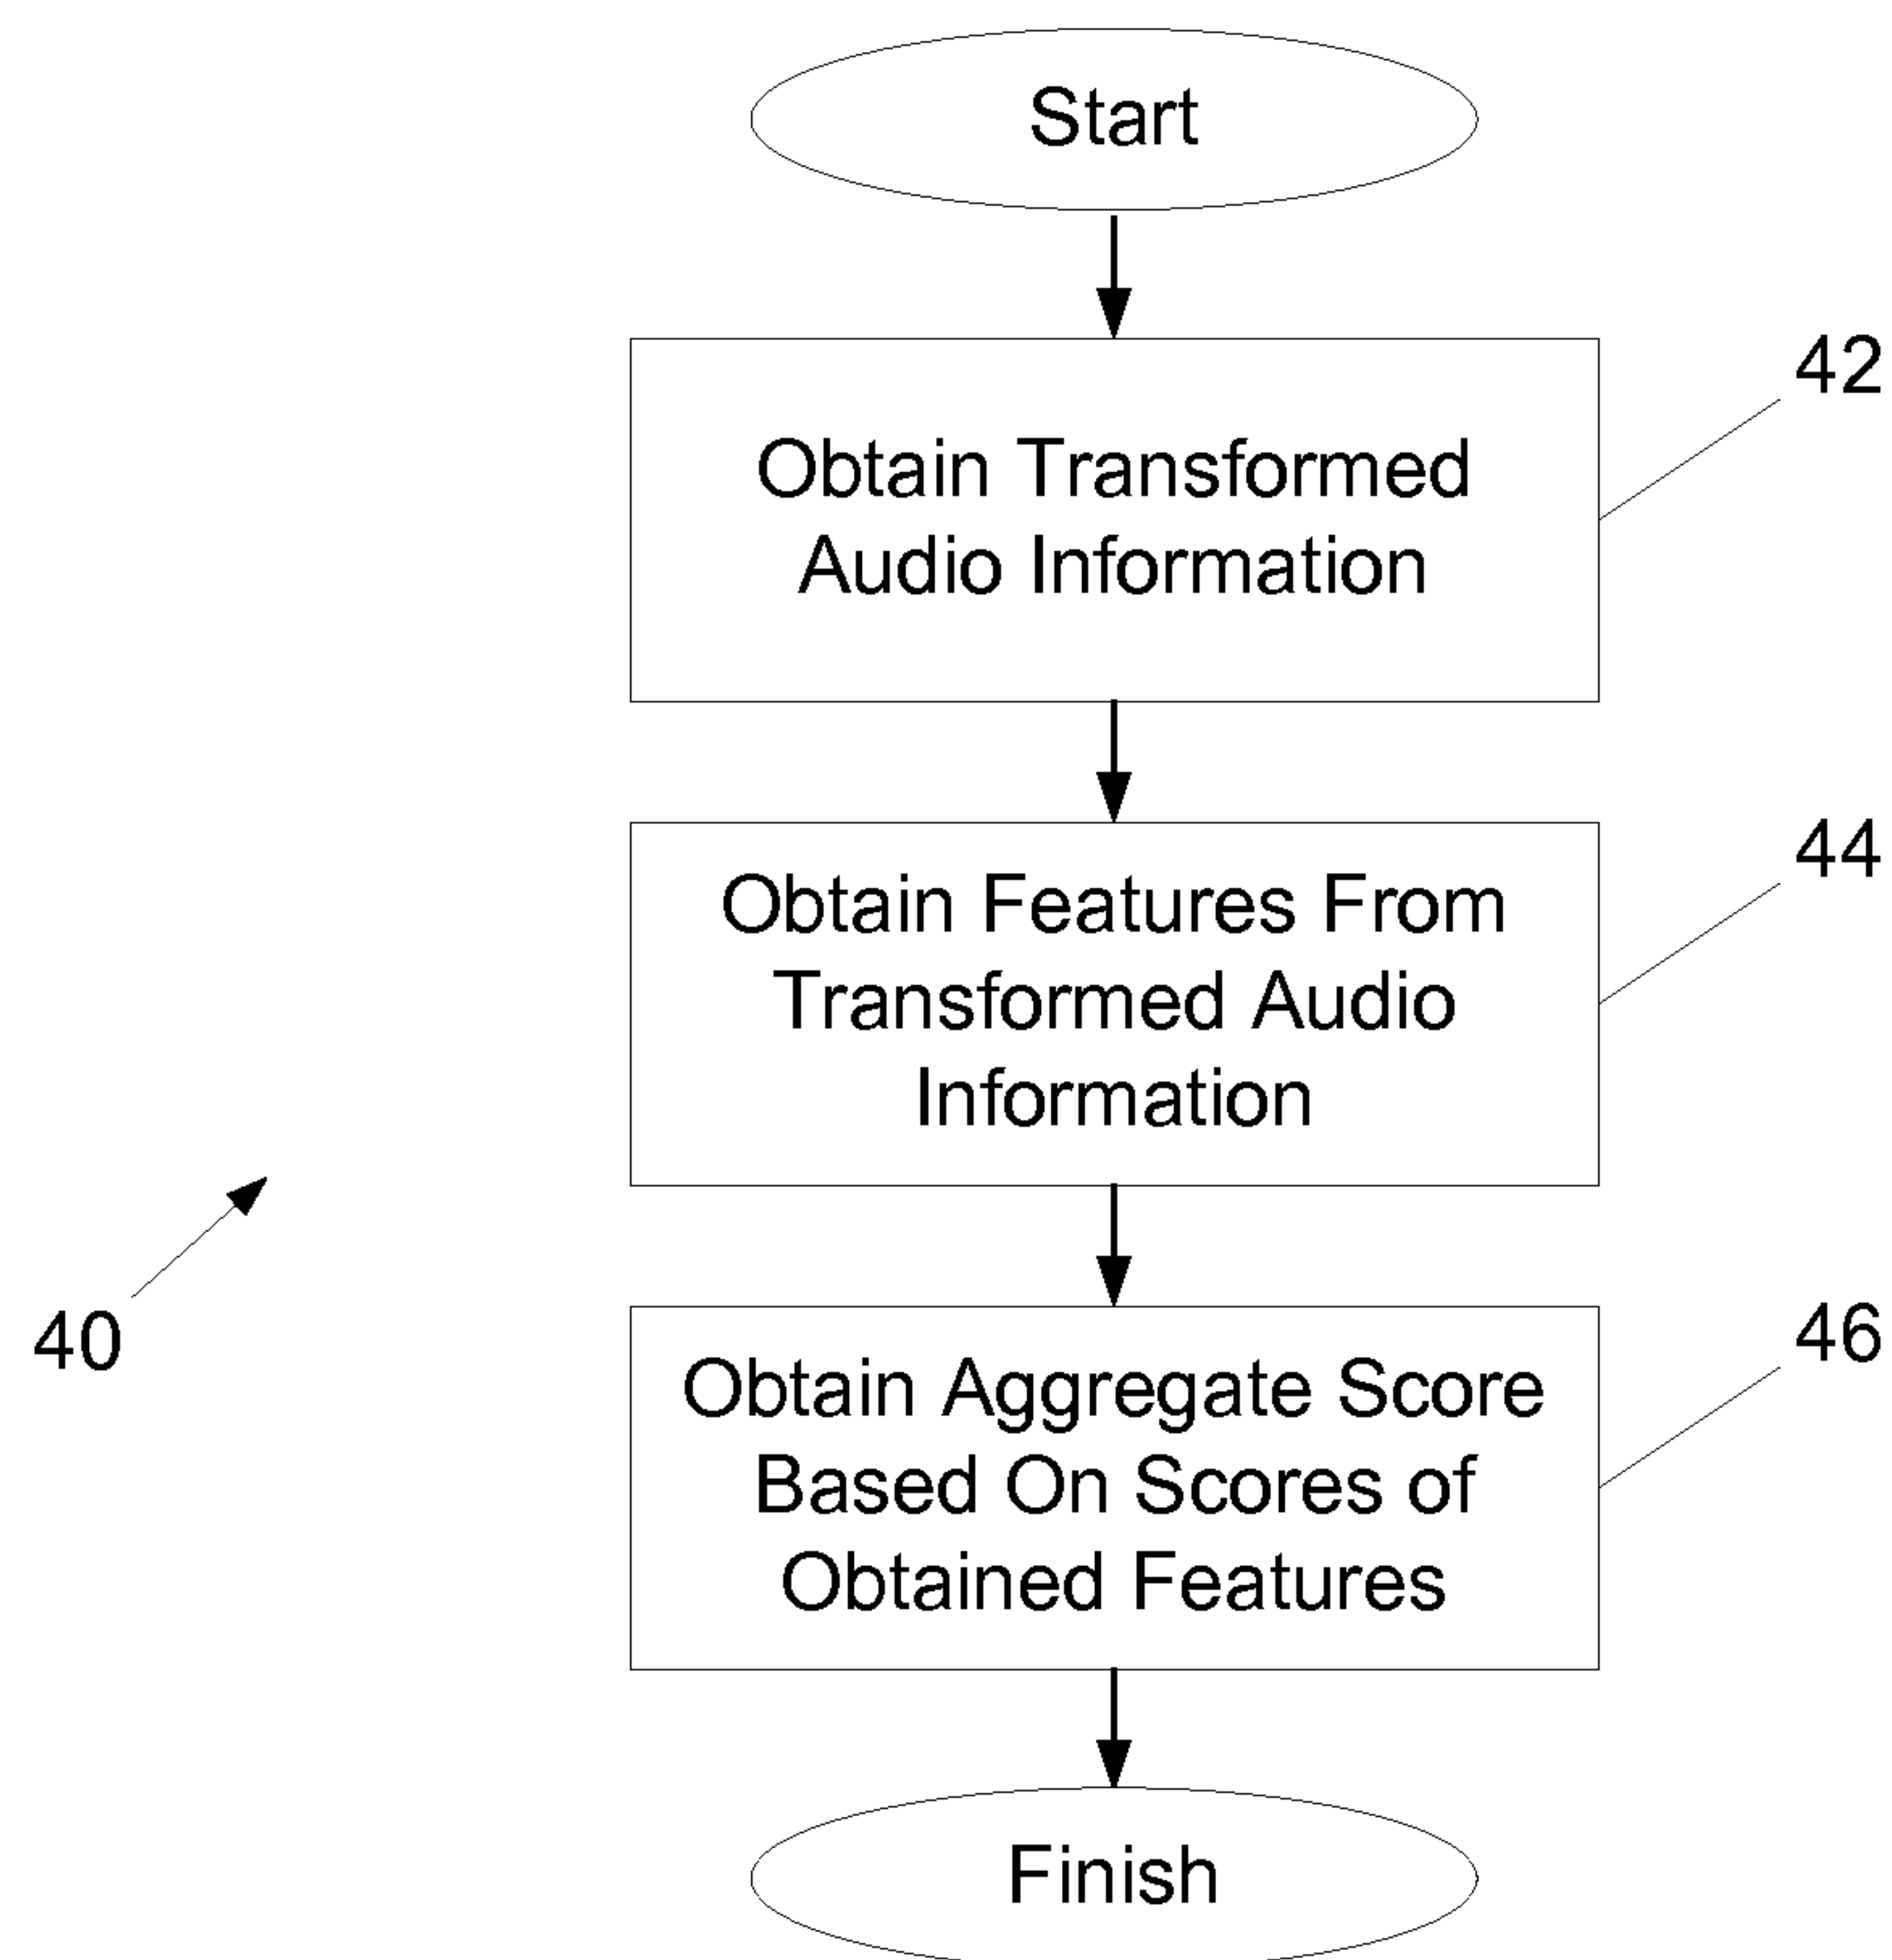 Start
42
Obtain Transformed
Audio Information
44
Obtain Features From
Transformed Audio
Information
40
46
Obtain Aggregate Score
Based On Scores of
Obtained Features
Finish